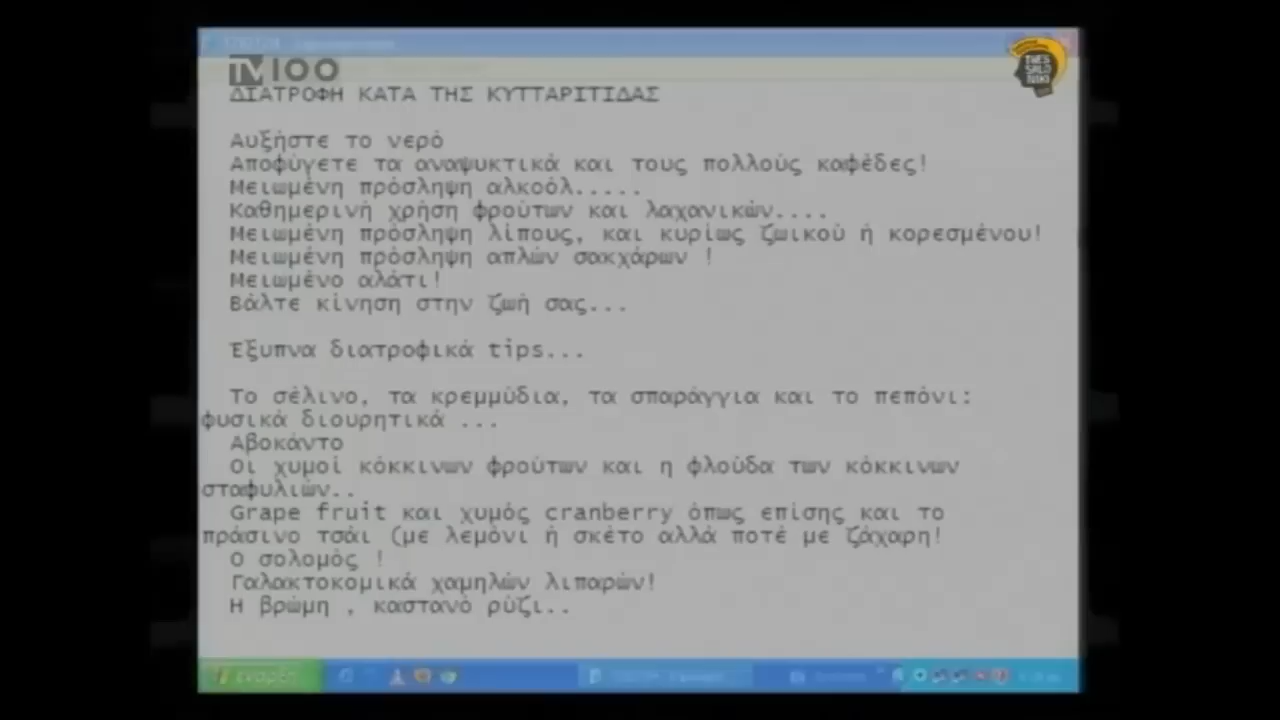 TV100
THES
SALO
NIKI
ΔΙΑΤΡΟΦΗ ΚΑΤΑ ΤΗΣ ΚΥΤΤΑΡΙΤΙΔΑΣ
Αυξήστε το νερό
Αποφύγετε τα αναψυκτικά και τους πολλούς καφέδες!
Μειωμένη πρόσληψη αλκοόλ.....
Καθημερινή χρήση φρούτων και λαχανικών....
Μειωμένη πρόσληψη λίπους, και κυρίως ζωικού ή κορεσμένου!
Μειωμένη πρόσληψη απλών σακχάρων !
Μειωμένο αλάτι!
Βάλτε κίνηση στην ζωή σας...
Έξυπνα διατροφικά tips...
Το σέλινο, τα κρεμμύδια, τα σπαράγγια και το πεπόνι:
φυσικά διουρητικά ...
Αβοκάντο
Οι χυμοί κόκκινων φρούτων και η φλούδα των κόκκινων
σταφυλιών..
Grape fruit και χυμός cranberry όπως επίσης και το
πράσινο τσάι (με λεμόνι ή σκέτο αλλά ποτέ με ζάχαρη!
Ο σολομός !
Γαλακτοκομικά χαμηλών λιπαρών!
Η βρώμη , καστανό ρύζι..
έναρξη